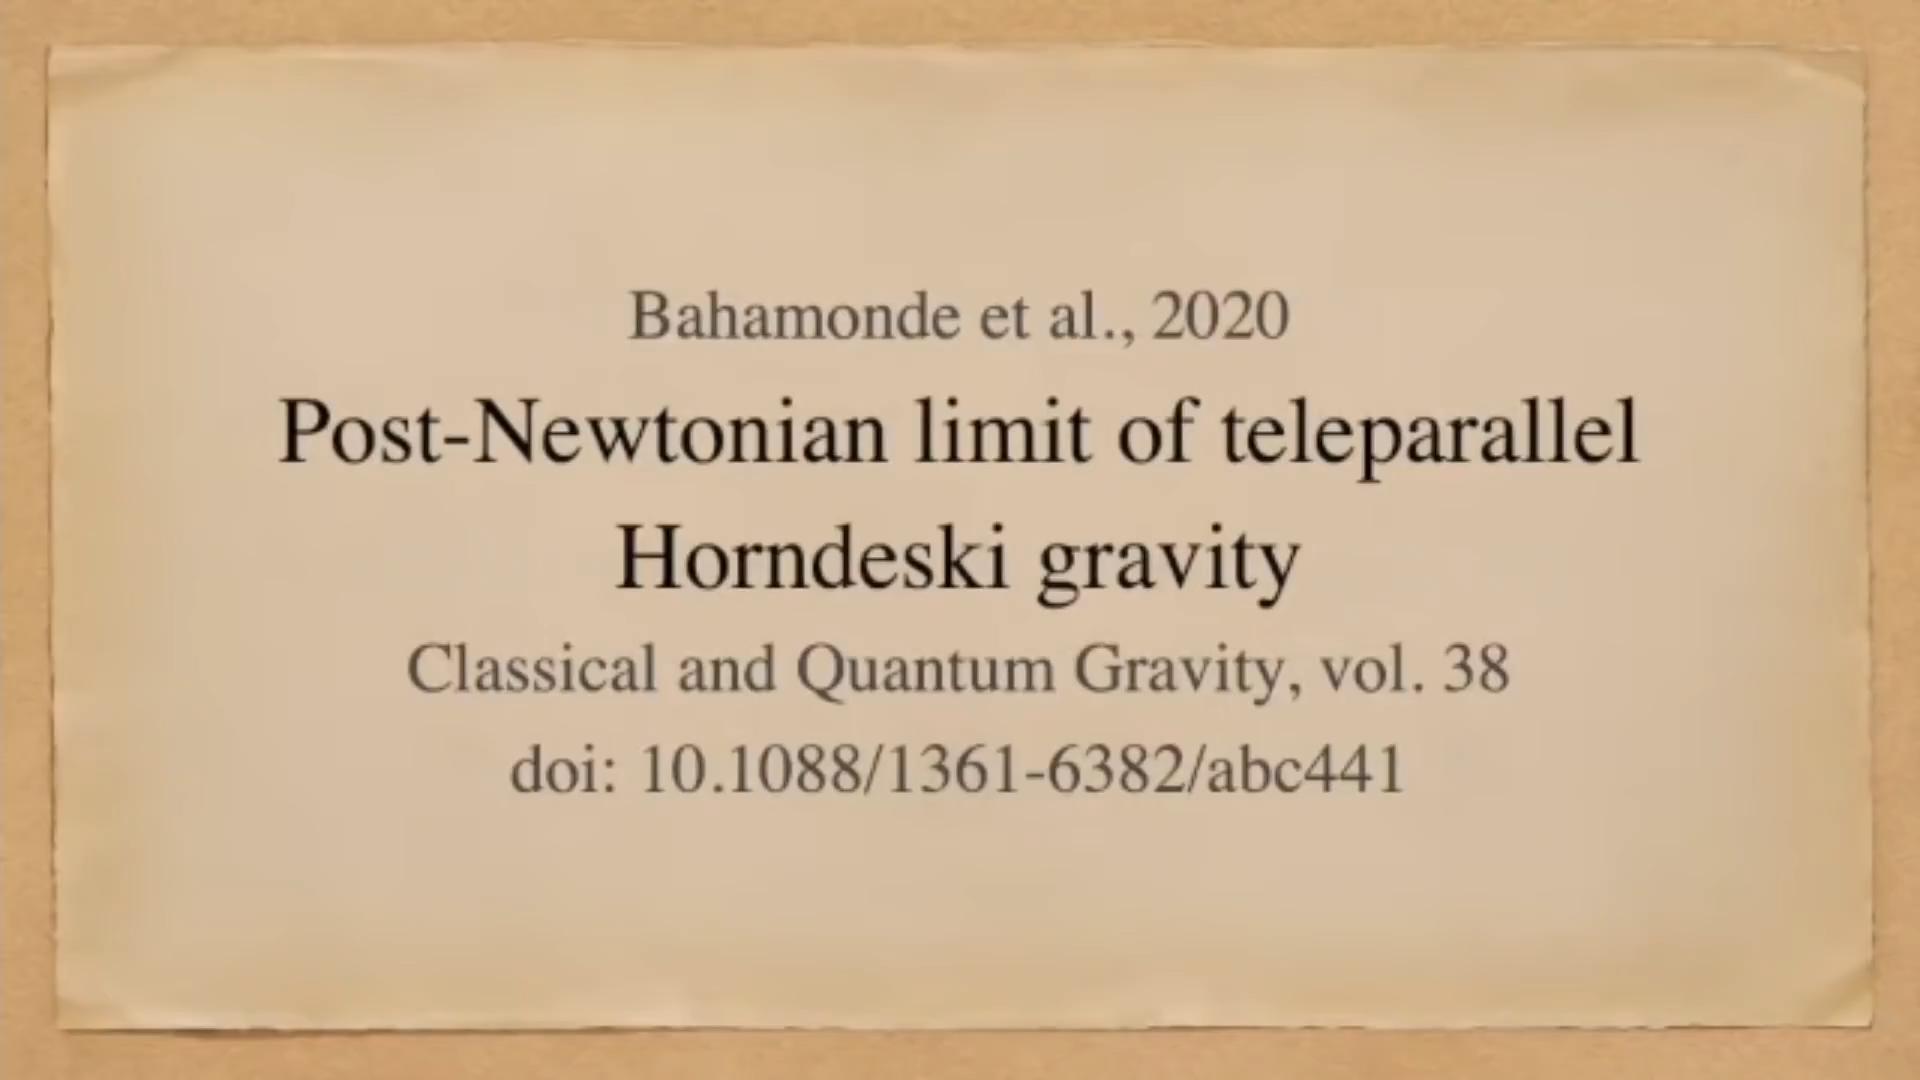 Bahamonde et al., 2020
Post-Newtonian limit of teleparallel
Horndeski gravity
Classical and Quantum Gravity, vol. 38
doi: 10.1088/1361-6382/abc441